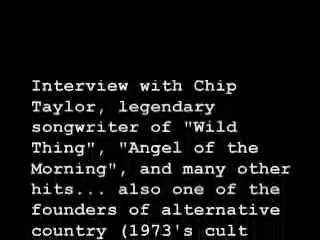 Interview with Chip
Taylor, legendary
songwriter of "Wild
Thing", "Angel of the
Morning", and many other
hits... also one of the
founders of alternative
country (1973's cult